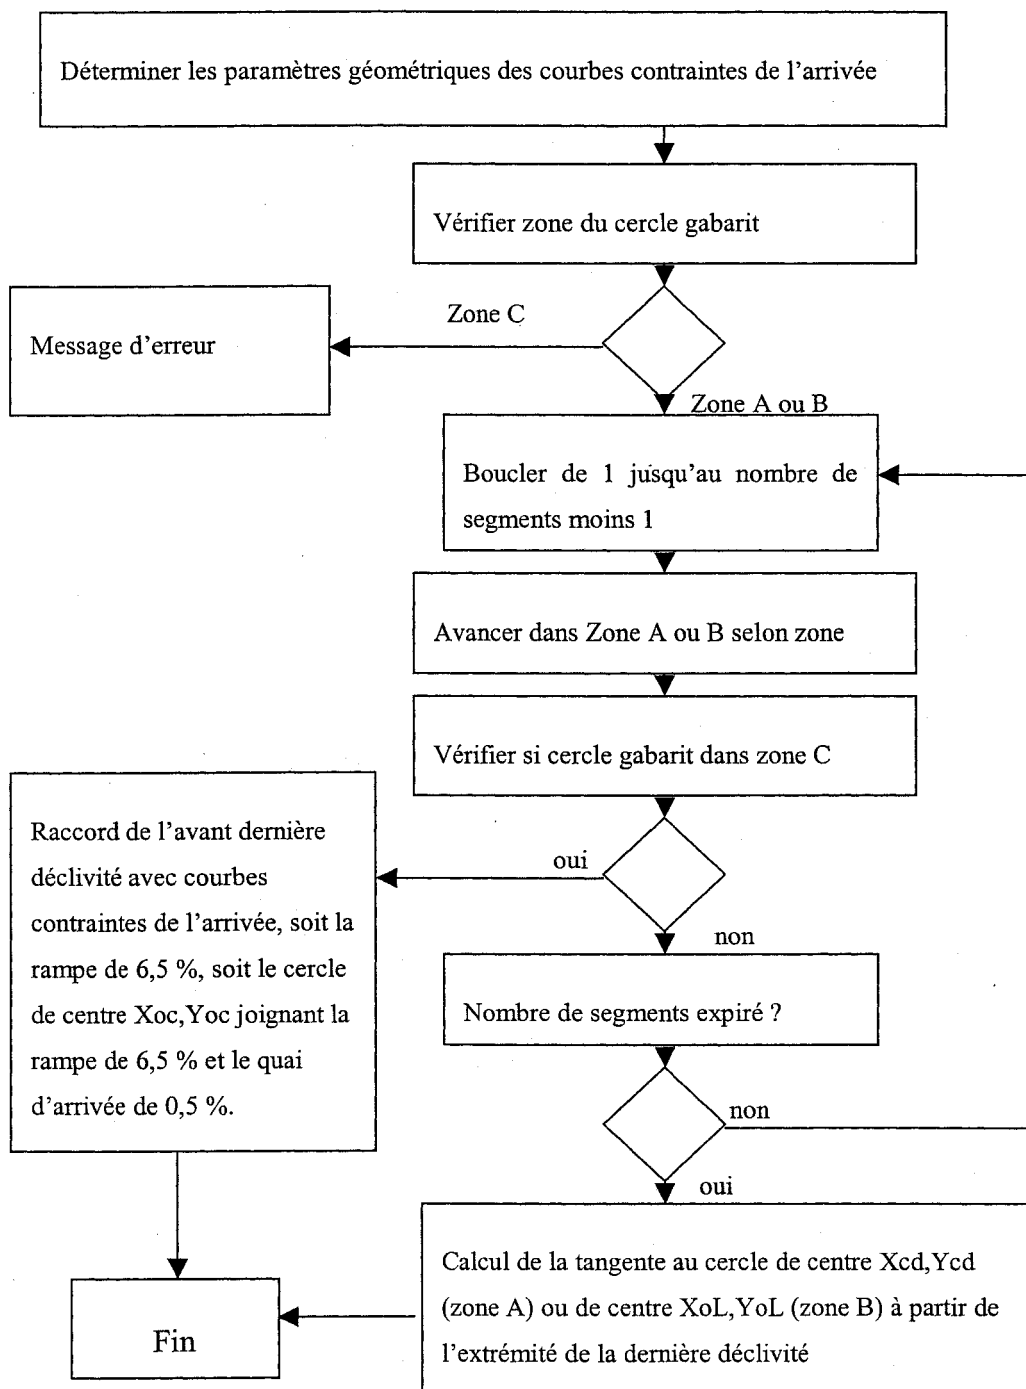 Déterminer les paramètres géométriques des courbes contraintes de l'arrivée
Vérifier zone du cercle gabarit
Zone C
Message d'erreur
Zone A ou B
Boucler de 1 jusqu'au nombre de
segments moins 1
Avancer dans Zone A ou B selon zone
Vérifier si cercle gabarit dans zone C
oui
Raccord de l'avant dernière
déclivité avec courbes
contraintes de l'arrivée, soit la
rampe de 6,5 %, soit le cercle
de centre Xoc,Yoc joignant la
rampe de 6,5 % et le quai
d'arrivée de 0,5 %.
non
Nombre de segments expiré ?
non
oui
Calcul de la tangente au cercle de centre Xcd,Ycd
(zone A) ou de centre XoL,YoL (zone B) à partir de
l'extrémité de la dernière déclivité
Fin